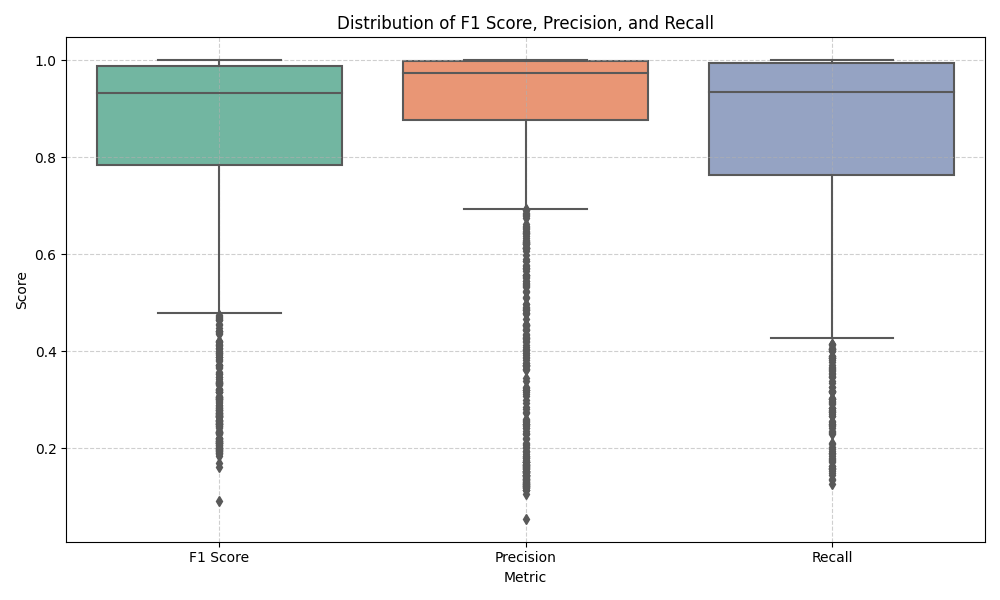 Distribution of F1 Score, Precision, and Recall
1.0
0.8
0.6
0.4
0.2
Score
F1 Score
Precision
Recall
Metric